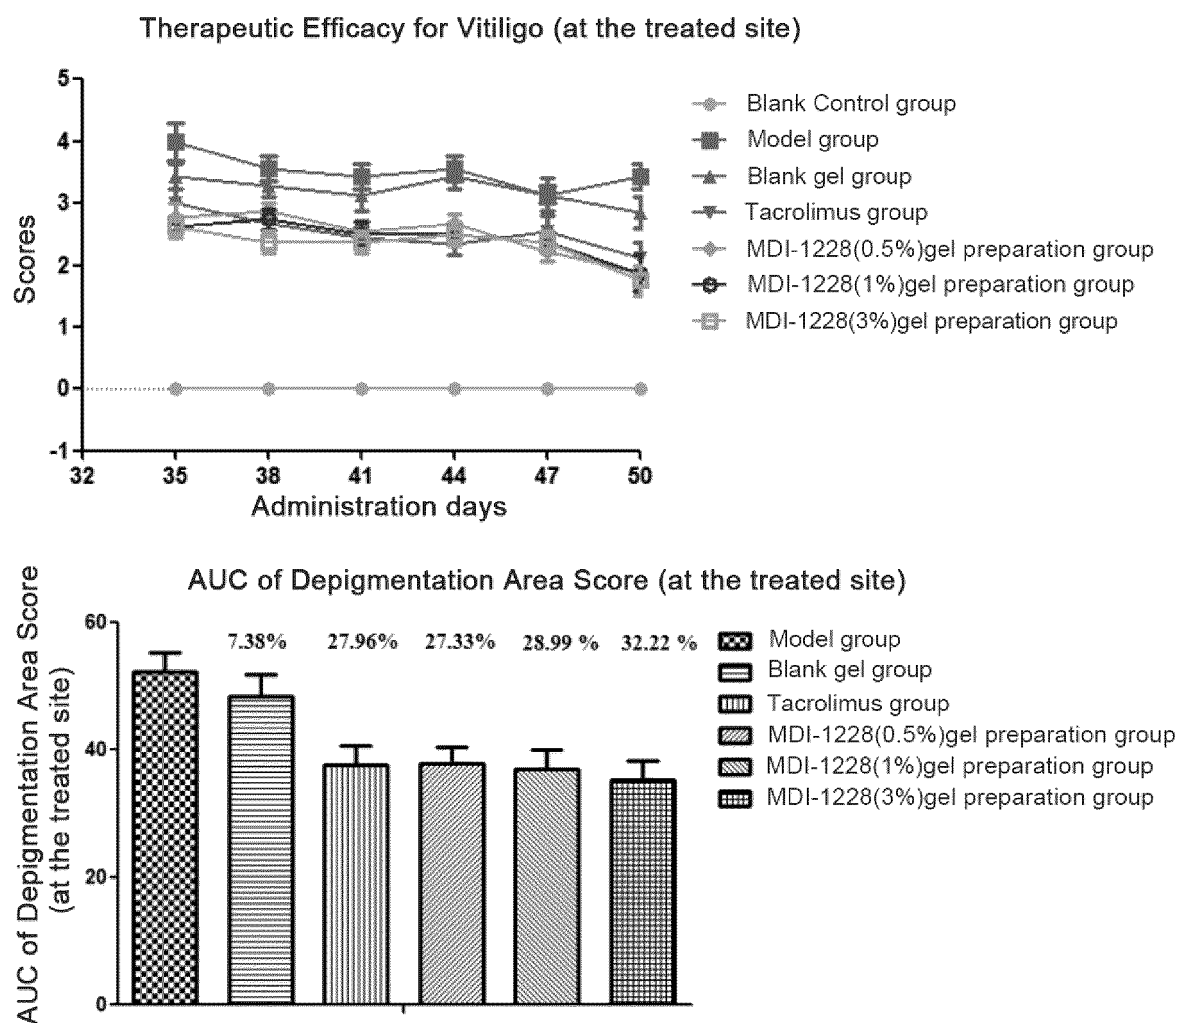 Therapeutic Efficacy for Vitiligo (at the treated site)
5
4
3
2
1
0
-1
Scores
32 35 38 41 44 47 50
Administration days
Blank Control group
Model group
Blank gel group
Tacrolimus group
MDI-1228(0.5%)gel preparation group
MDI-1228(1%)gel preparation group
MDI-1228(3%)gel preparation group
AUC of Depigmentation Area Score (at the treated site)
AUC of Depigmentation Area Score
(at the treated site)
60
40
20
0
7.38% 27.96% 27.33% 28.99 % 32.22 %
Model group
Blank gel group
Tacrolimus group
MDI-1228(0.5%)gel preparation group
MDI-1228(1%)gel preparation group
MDI-1228(3%)gel preparation group